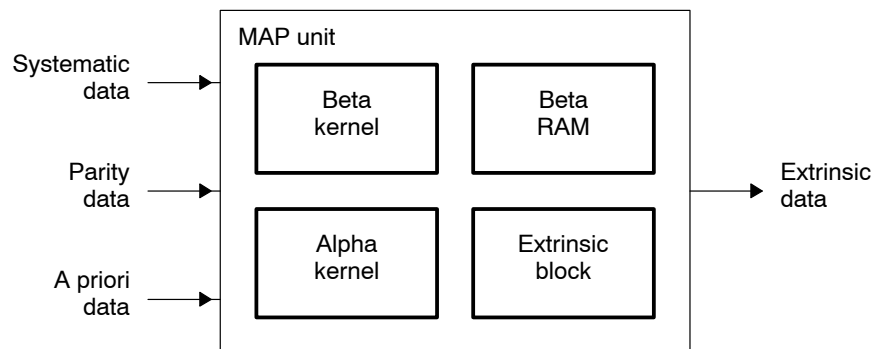 MAP unit
Systematic
data
Beta
kernel
Beta
RAM
Parity
data
Extrinsic
data
Alpha
kernel
Extrinsic
block
A priori
data